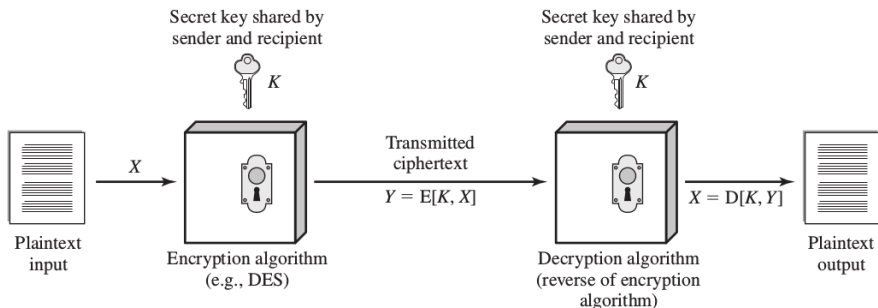 Secret key shared by
sender and recipient
K
Secret key shared by
sender and recipient
K
X
Transmitted
ciphertext
Y = E[K, X]
X = D[K, Y]
Plaintext
input
Encryption algorithm
(e.g., DES)
Decryption algorithm
(reverse of encryption
algorithm)
Plaintext
output